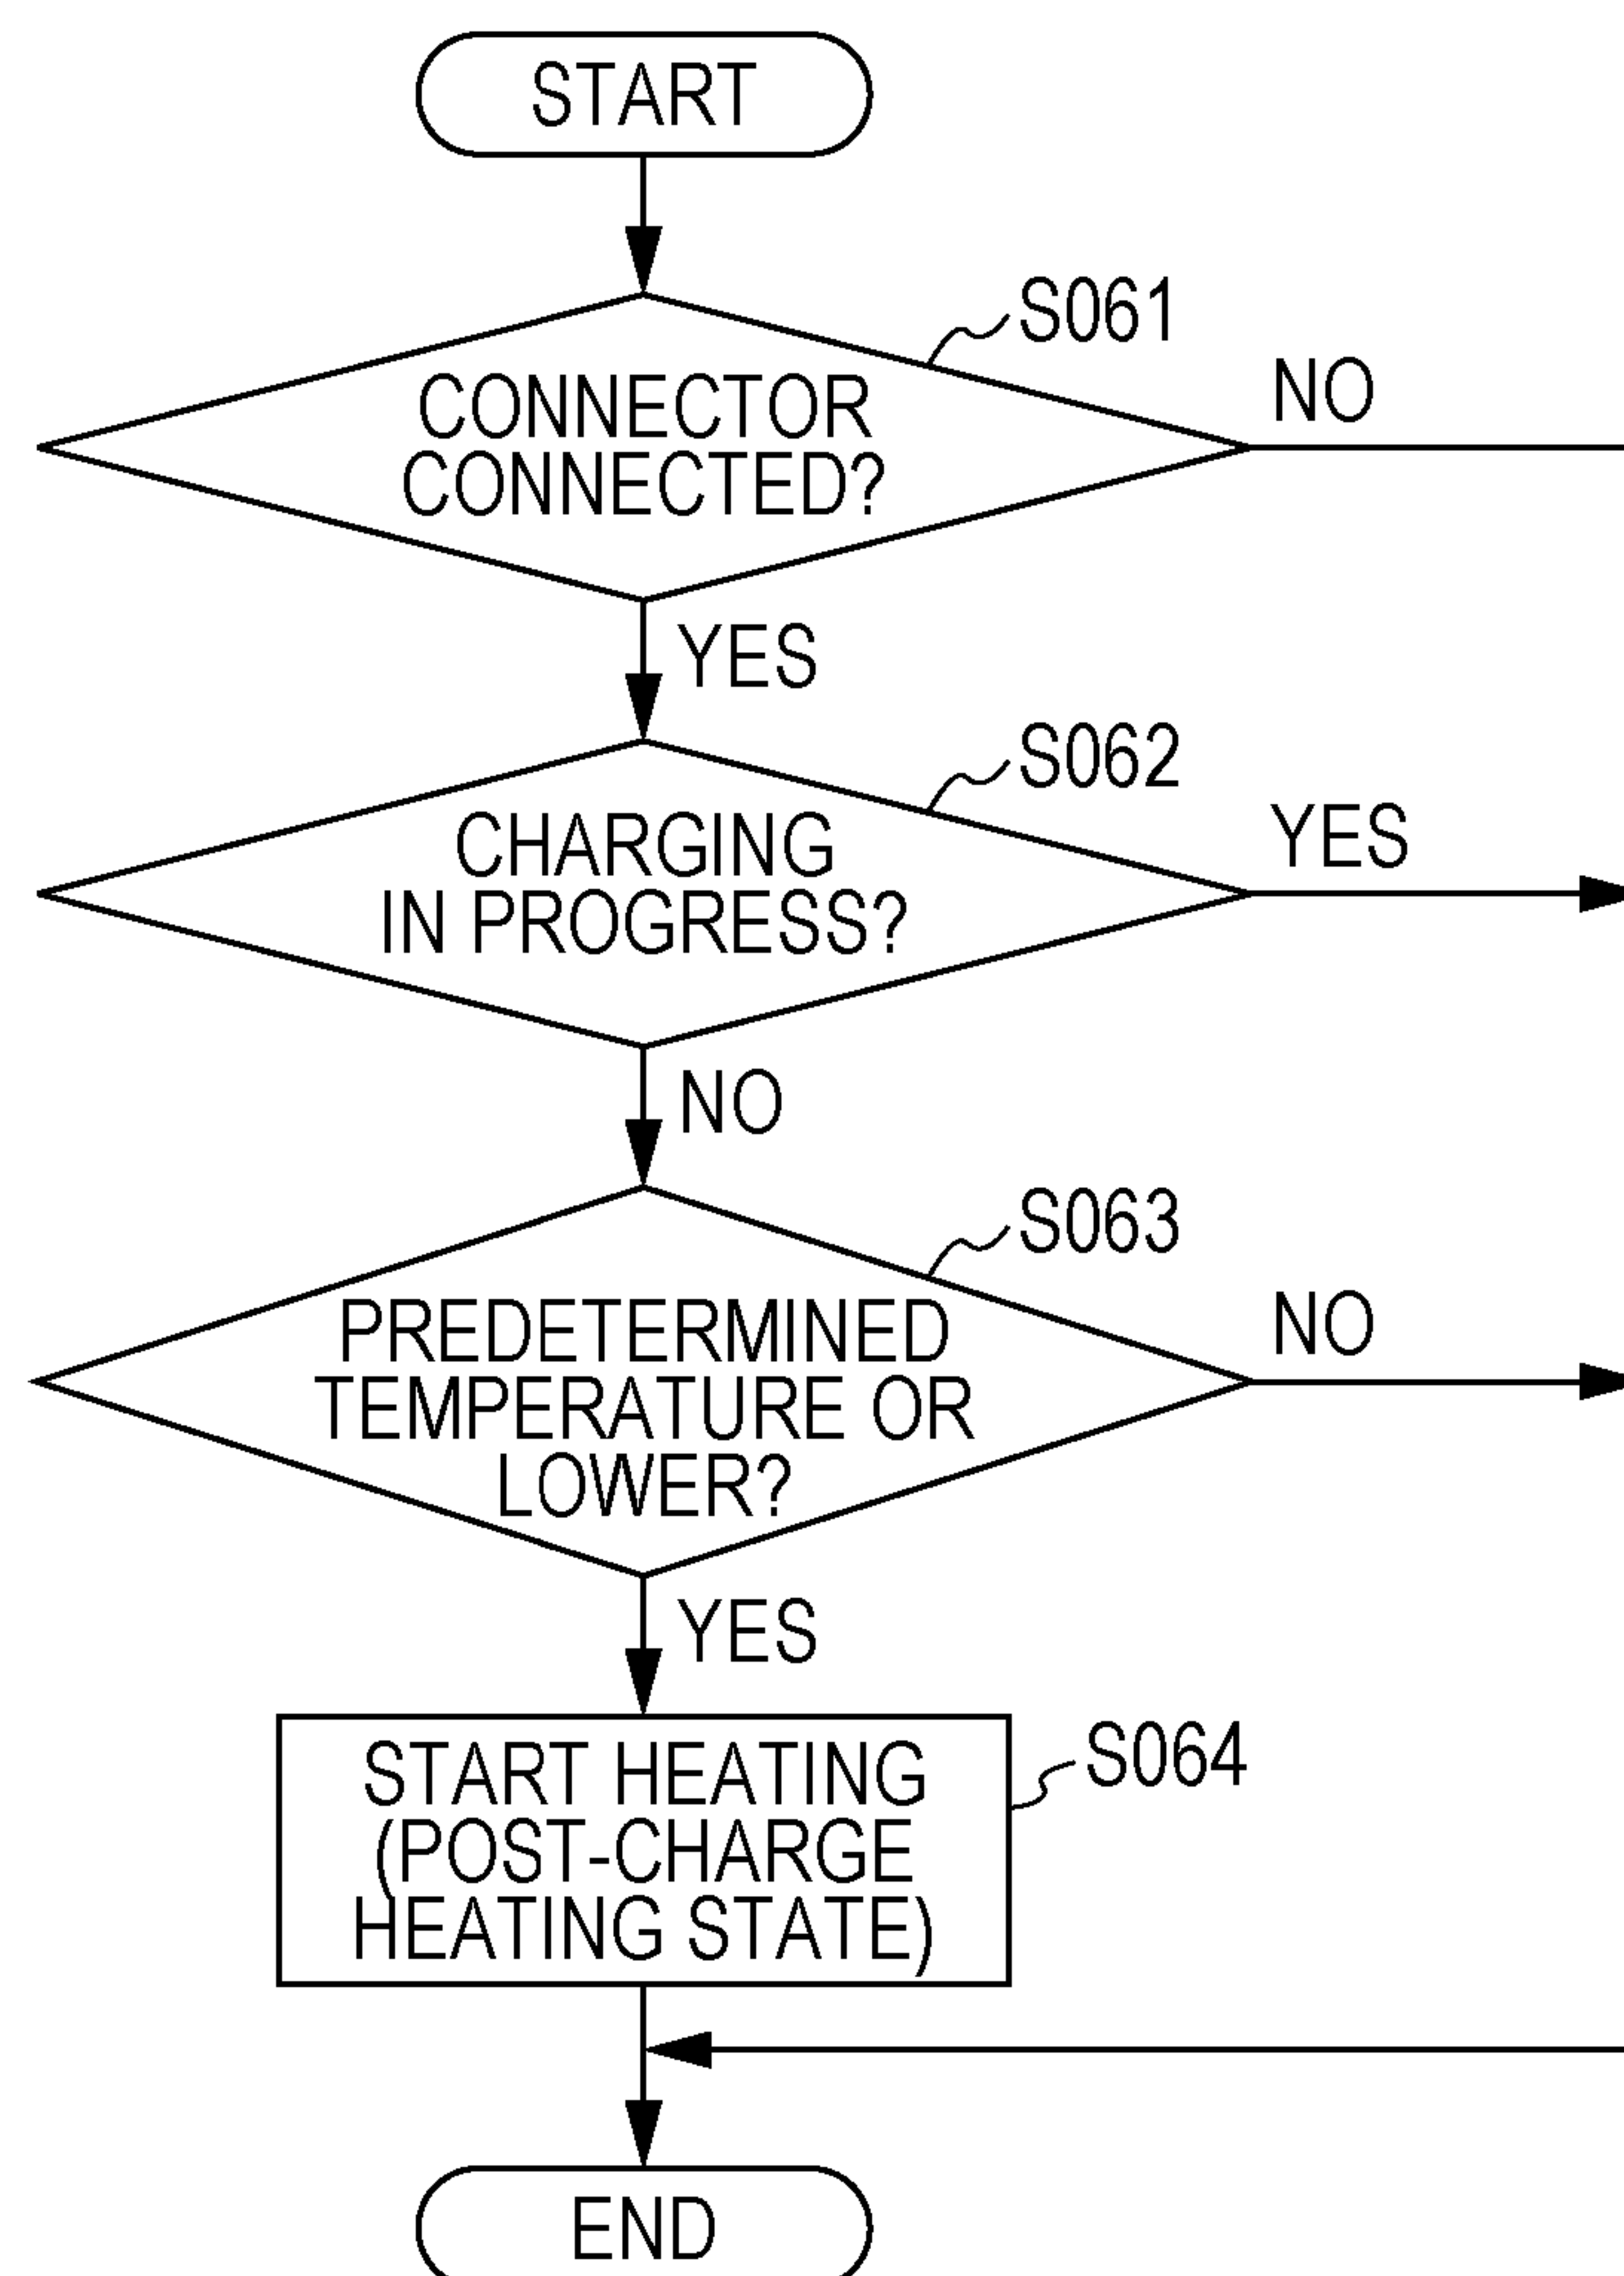 START
S061
CONNECTOR
CONNECTED?
NO
YES
S062
CHARGING
IN PROGRESS?
YES
NO
S063
PREDETERMINED
TEMPERATURE OR
LOWER?
NO
YES
START HEATING
(POST-CHARGE
HEATING STATE)
S064
END